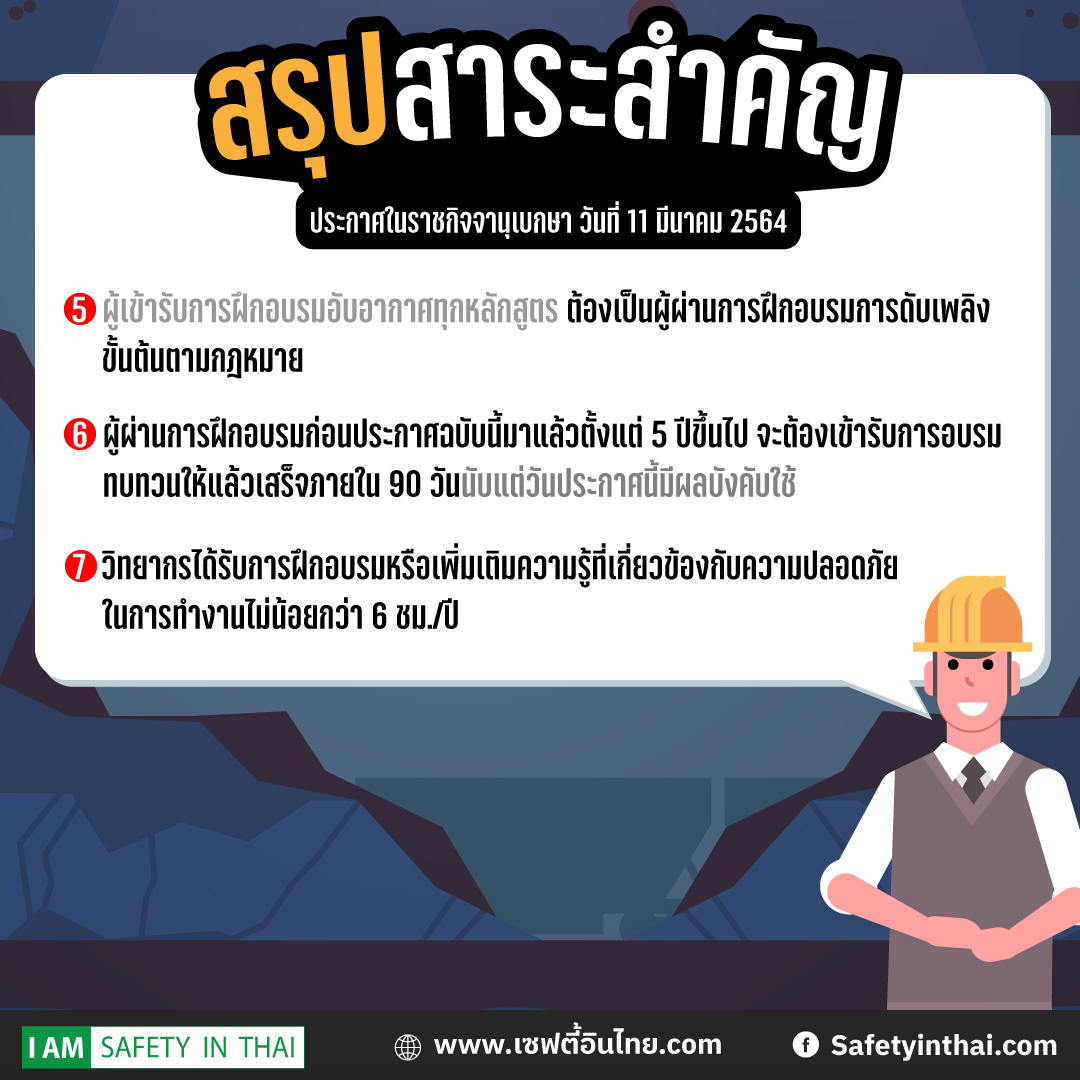 สรุปสาระสำคัญ
ประกาศในราชกิจจานุเบกษา วันที่ 11 มีนาคม 2564
5 ผู้เข้ารับการฝึกอบรมอับอากาศทุกหลักสูตร ต้องเป็นผู้ผ่านการฝึกอบรมการดับเพลิง
ขั้นต้นตามกฎหมาย
6 ผู้ผ่านการฝึกอบรมก่อนประกาศฉบับนี้มาแล้วตั้งแต่ 5 ปีขึ้นไป จะต้องเข้ารับการอบรม
ทบทวนให้แล้วเสร็จภายใน 90 วันนับแต่วันประกาศนี้มีผลบังคับใช้
7 วิทยากรได้รับการฝึกอบรมหรือเพิ่มเติมความรู้ที่เกี่ยวข้องกับความปลอดภัย
ในการทำงานไม่น้อยกว่า 6 ชม./ปี
I AM SAFETY IN THAI
www.เซฟตี้อินไทย.com
f Safetyinthai.com